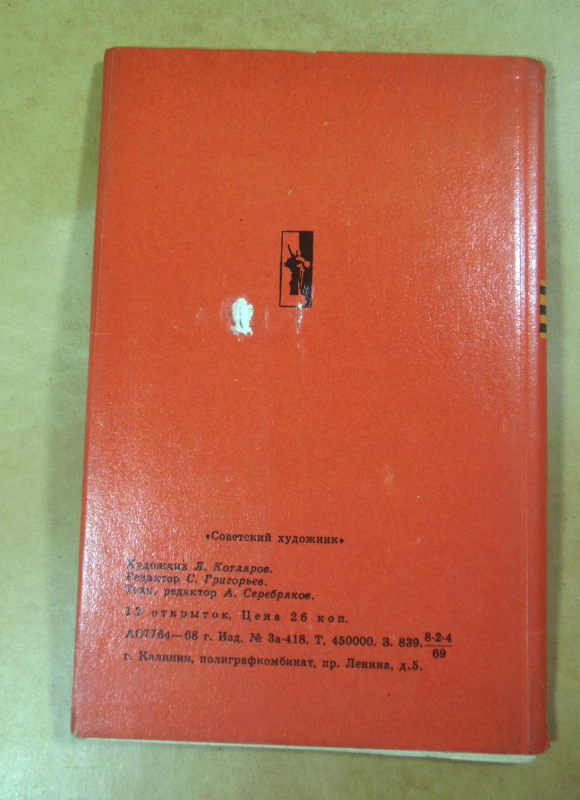 «Советский художник»
Художник Я. Котляров.
Редактор С. Григорьев.
Техн. редактор А. Серебряков.
12 открыток. Цена 26 коп.
АО7764—68 г. Изд. № 3а-418. Т. 450000. З. 839. 8-2-4/69
г. Калинин, полиграфкомбинат, пр. Ленина, д.5.